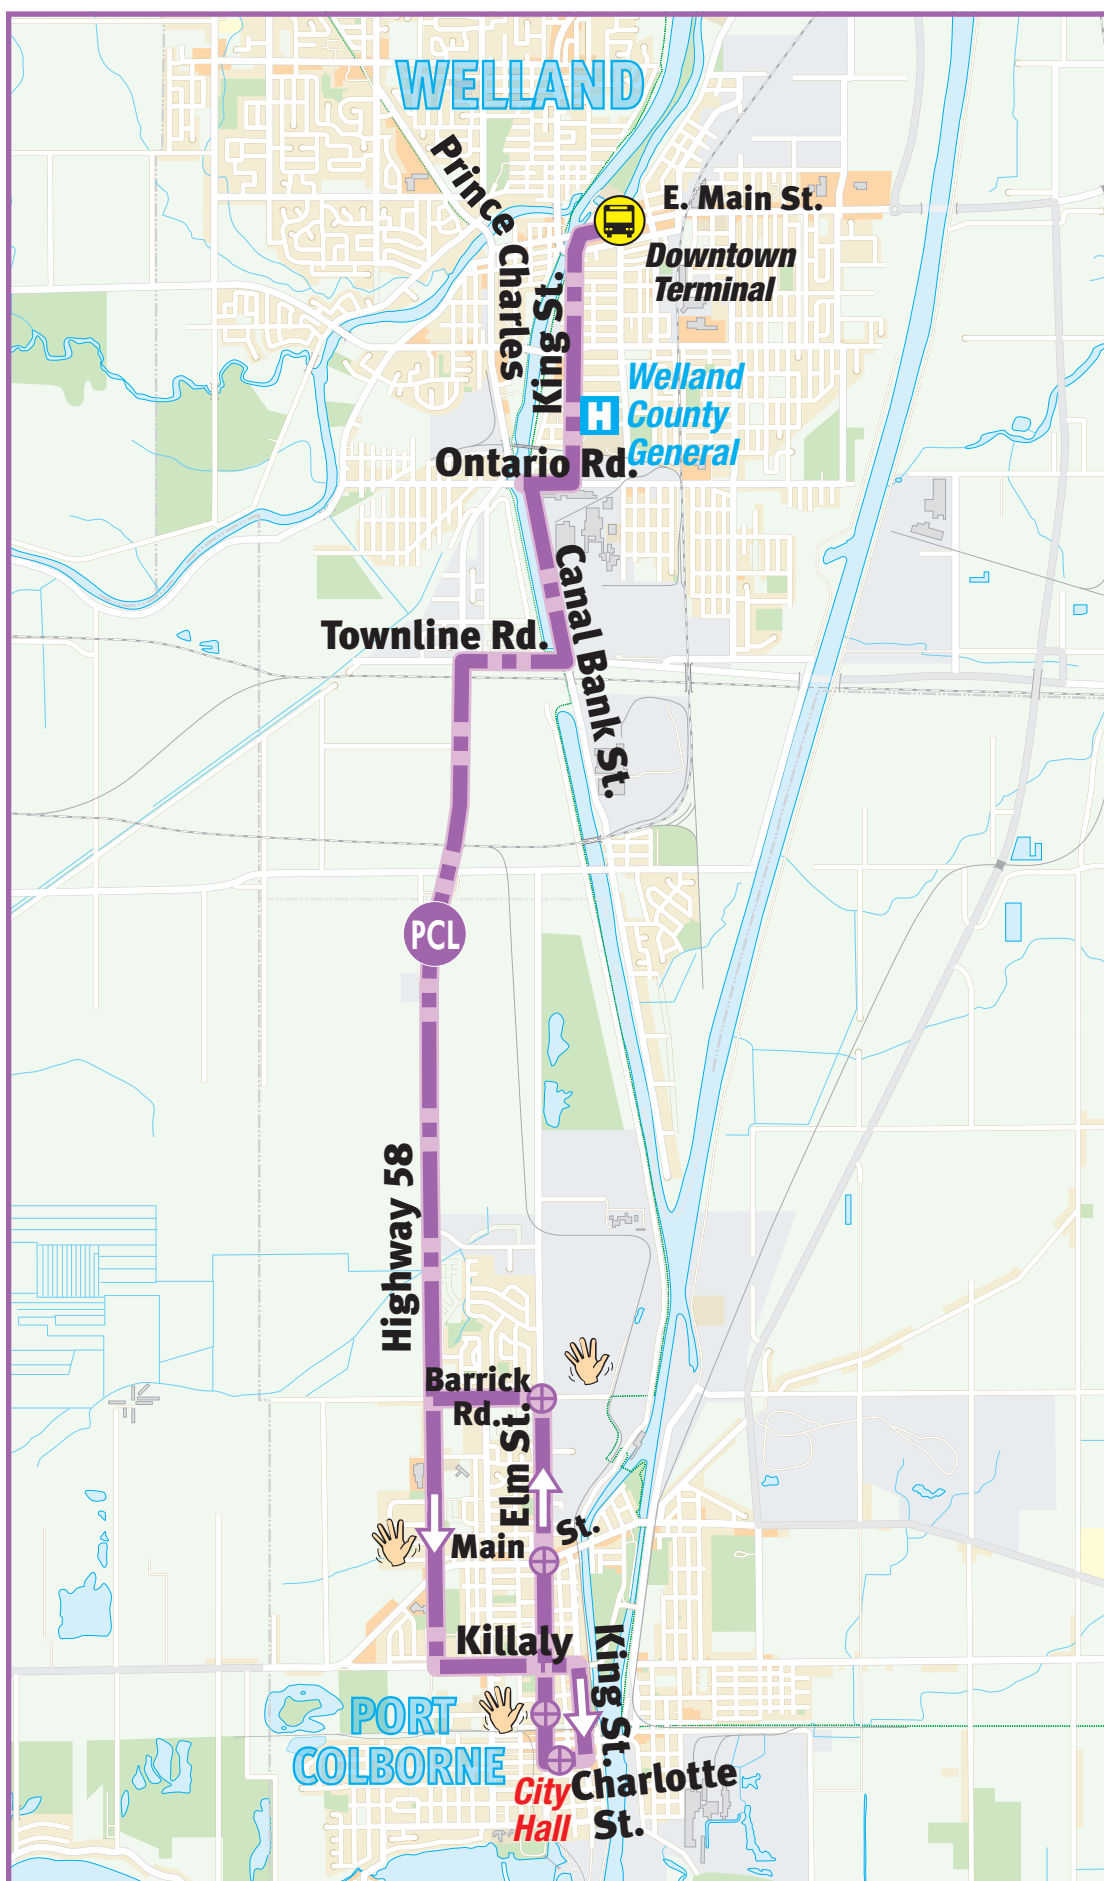 WELLAND
Prince Charles
E. Main St.
Downtown
Terminal
King St.
H
Welland
County
General
Ontario Rd.
Canal Bank St.
Townline Rd.
PCL
Highway 58
Barrick
Rd.
Elm St.
Main St.
Killaly
King St.
PORT
COLBORNE
City
Hall
Charlotte
St.